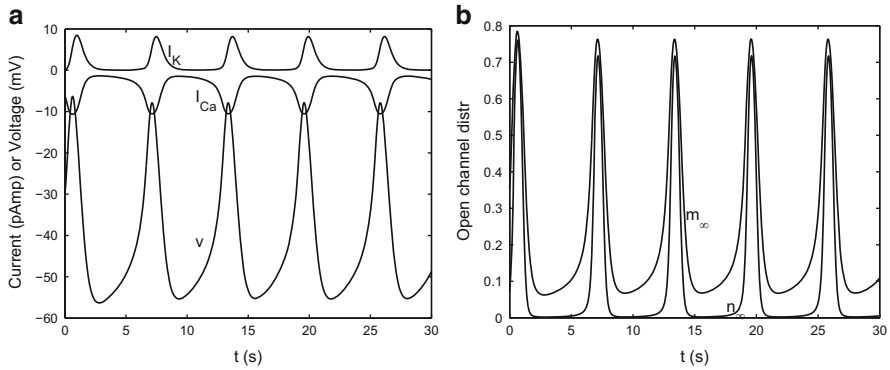 a
Current (pAmp) or Voltage (mV)
10
0
−10
−20
−30
−40
−50
−60
I_K
I_Ca
v
0 5 10 15 20 25 30
t (s)
b
Open channel distr
0.8
0.7
0.6
0.5
0.4
0.3
0.2
0.1
0
m_∞
n_∞
0 5 10 15 20 25 30
t (s)